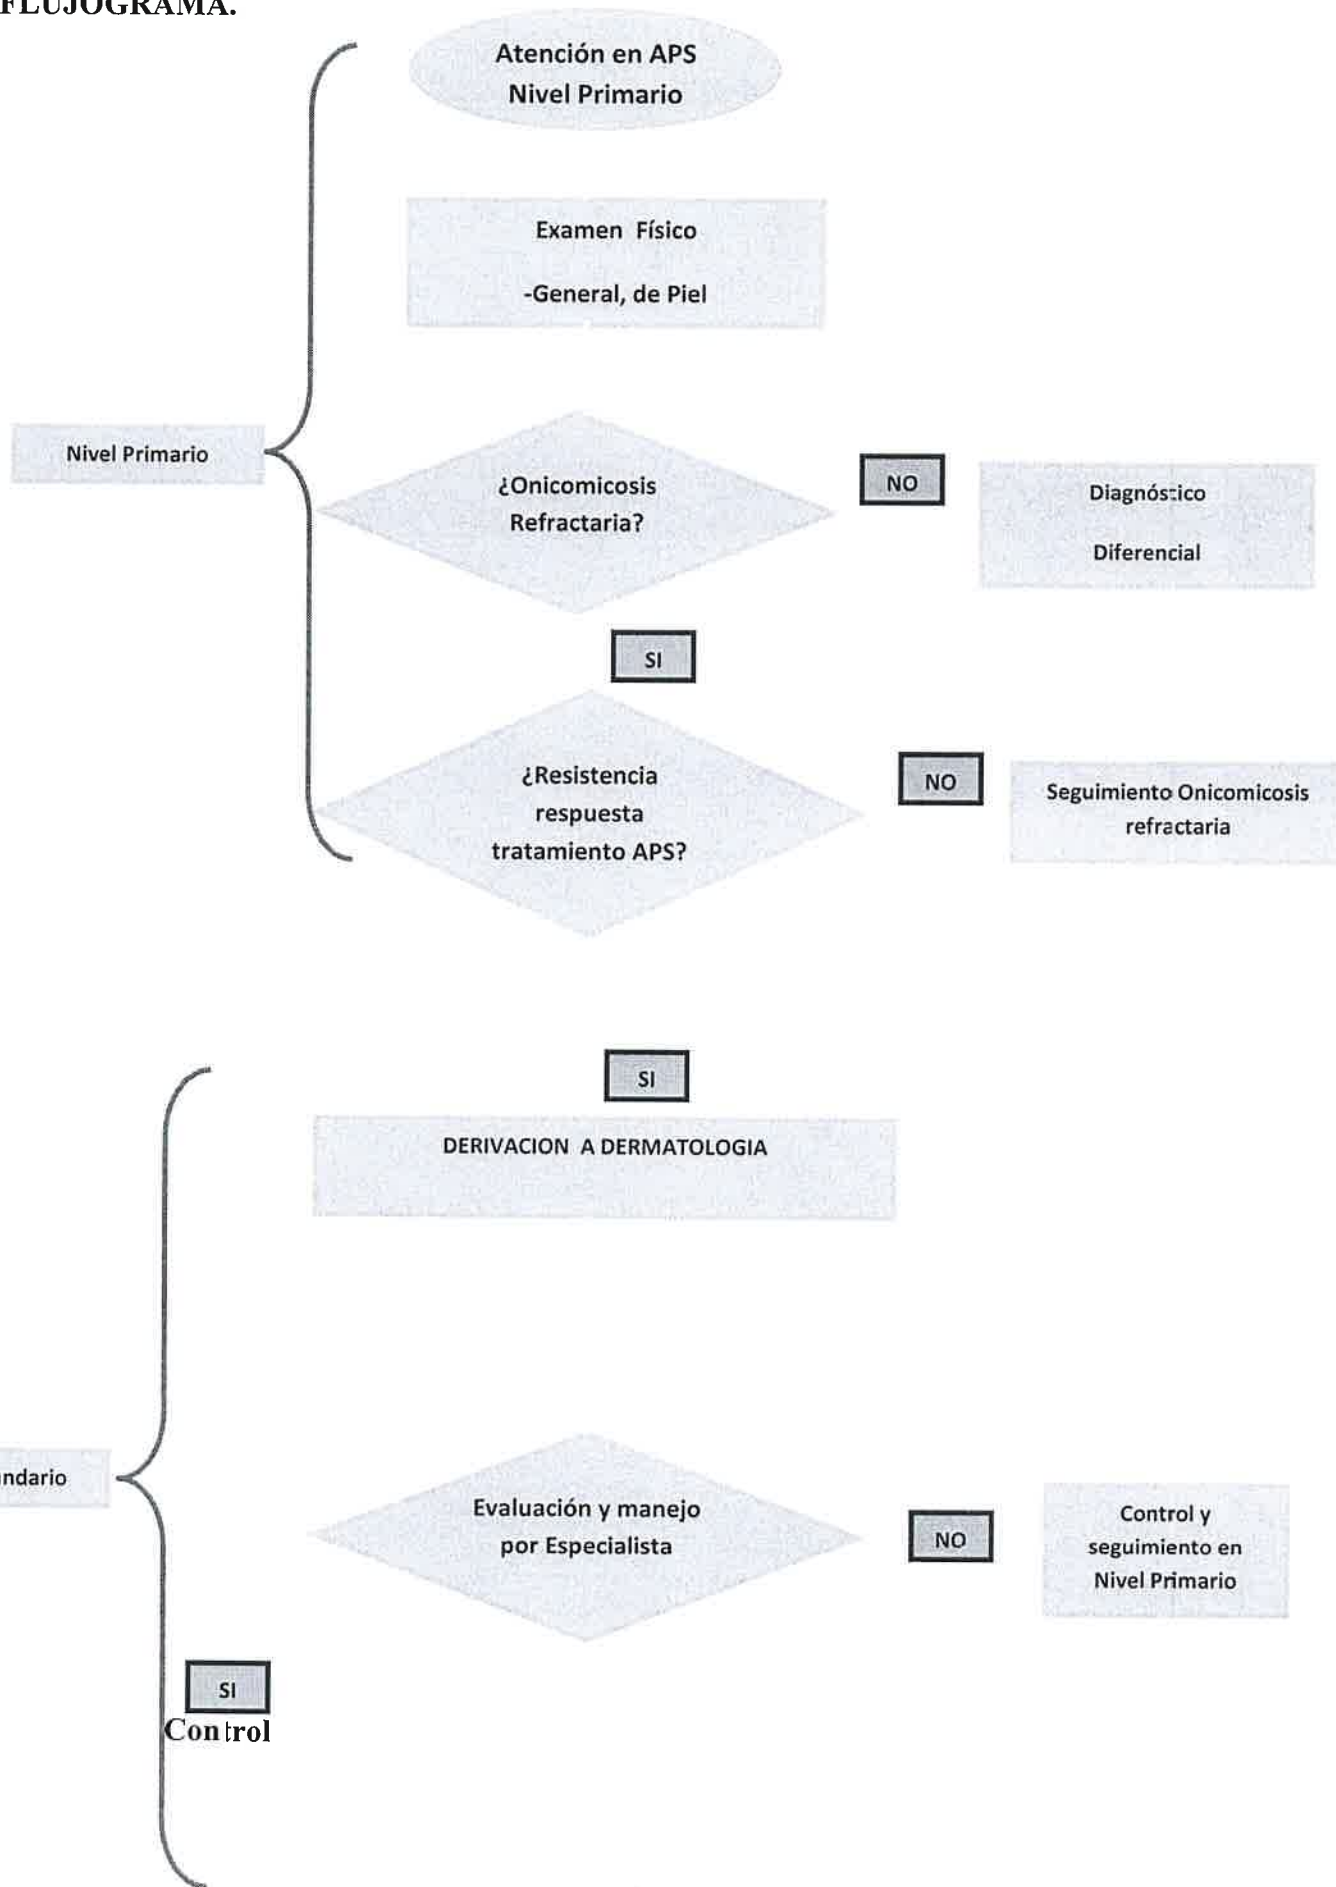 FLUJOGRAMA.
Atención en APS
Nivel Primario
Examen Físico
-General, de Piel
Nivel Primario
¿Onicomicosis
Refractaria?
NO
Diagnóstico
Diferencial
SI
¿Resistencia
respuesta
tratamiento APS?
NO
Seguimiento Onicomicosis
refractaria
SI
DERIVACION A DERMATOLOGIA
ndario
Evaluación y manejo
por Especialista
NO
Control y
seguimiento en
Nivel Primario
SI
Control